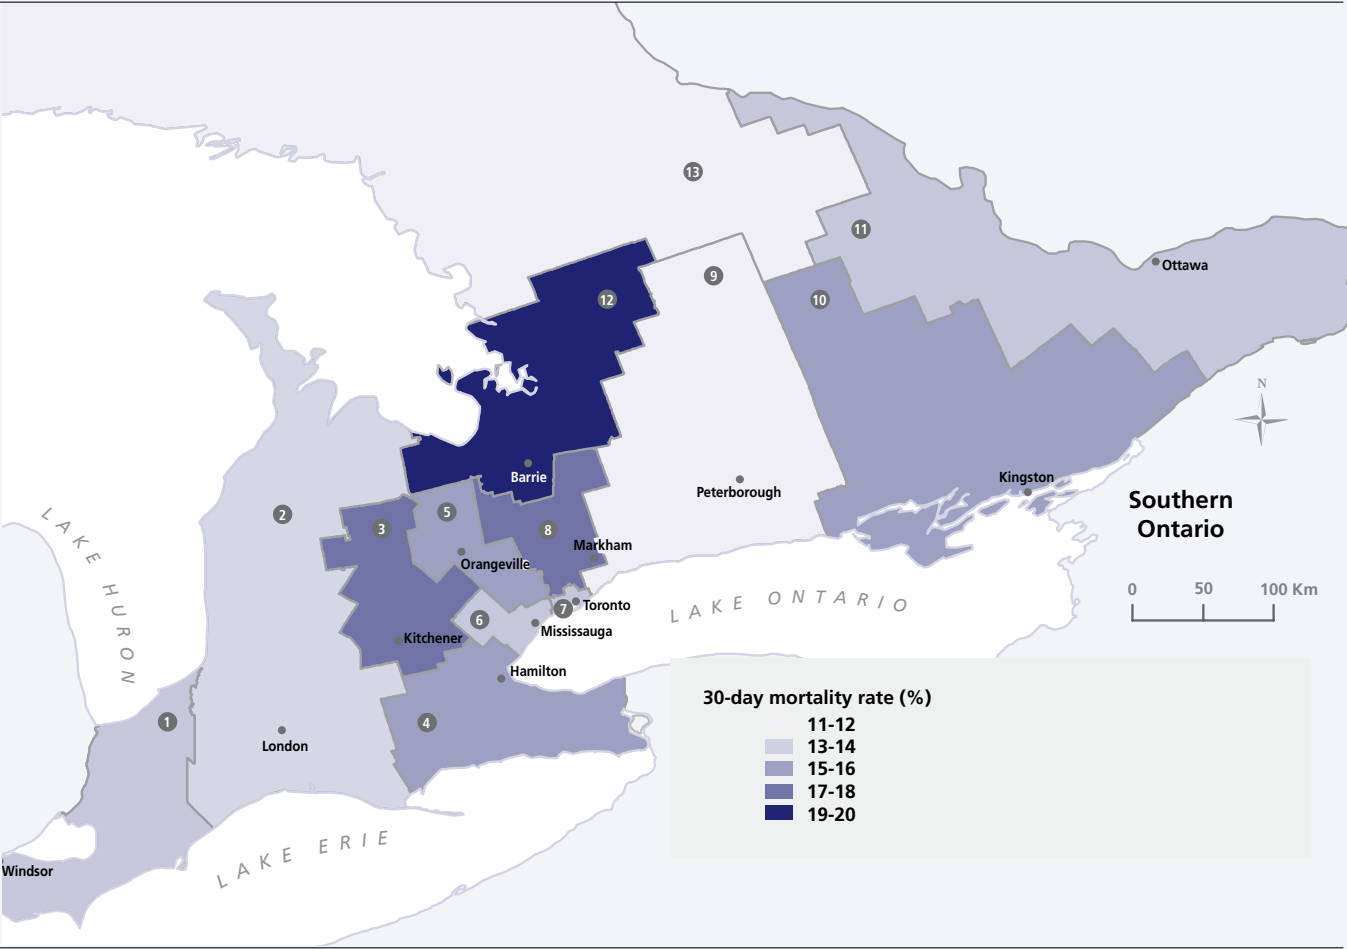 13
11
Ottawa
9
12
10
N
Barrie
Kingston
Peterborough
Southern
Ontario
LAKE HURON
2
5
3
8
Markham
Orangeville
0 50 100 Km
LAKE ONTARIO
7
Toronto
6
Mississauga
Kitchener
Hamilton
1
4
London
30-day mortality rate (%)
11-12
13-14
15-16
17-18
19-20
LAKE ERIE
Windsor